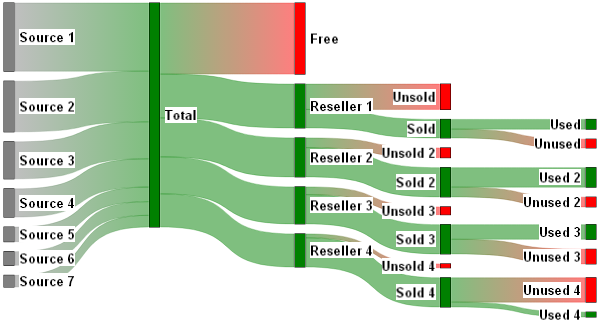 Source 1
Source 2
Source 3
Source 4
Source 5
Source 6
Source 7
Total
Free
Reseller 1
Reseller 2
Reseller 3
Reseller 4
Unsold
Sold
Unsold 2
Sold 2
Unsold 3
Sold 3
Unsold 4
Sold 4
Used
Unused
Used 2
Unused 2
Used 3
Unused 3
Unused 4
Used 4